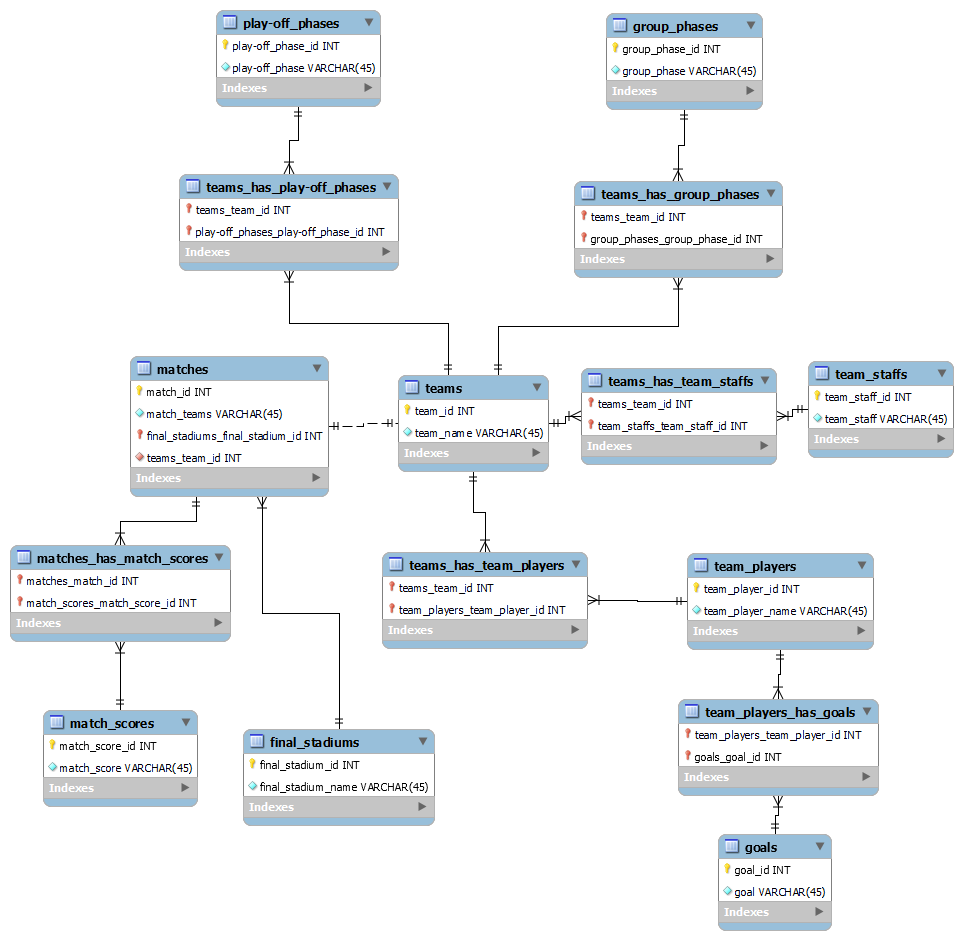 play-off_phases
play-off_phase_id INT
play-off_phase VARCHAR(45)
Indexes
group_phases
group_phase_id INT
group_phase VARCHAR(45)
Indexes
teams_has_play-off_phases
teams_team_id INT
play-off_phases_play-off_phase_id INT
Indexes
teams_has_group_phases
teams_team_id INT
group_phases_group_phase_id INT
Indexes
matches
match_id INT
match_teams VARCHAR(45)
final_stadiums_final_stadium_id INT
teams_team_id INT
Indexes
teams
team_id INT
team_name VARCHAR(45)
Indexes
teams_has_team_staffs
teams_team_id INT
team_staffs_team_staff_id INT
Indexes
team_staffs
team_staff_id INT
team_staff VARCHAR(45)
Indexes
matches_has_match_scores
matches_match_id INT
match_scores_match_score_id INT
Indexes
teams_has_team_players
teams_team_id INT
team_players_team_player_id INT
Indexes
team_players
team_player_id INT
team_player_name VARCHAR(45)
Indexes
match_scores
match_score_id INT
match_score VARCHAR(45)
Indexes
final_stadiums
final_stadium_id INT
final_stadium_name VARCHAR(45)
Indexes
team_players_has_goals
team_players_team_player_id INT
goals_goal_id INT
Indexes
goals
goal_id INT
goal VARCHAR(45)
Indexes